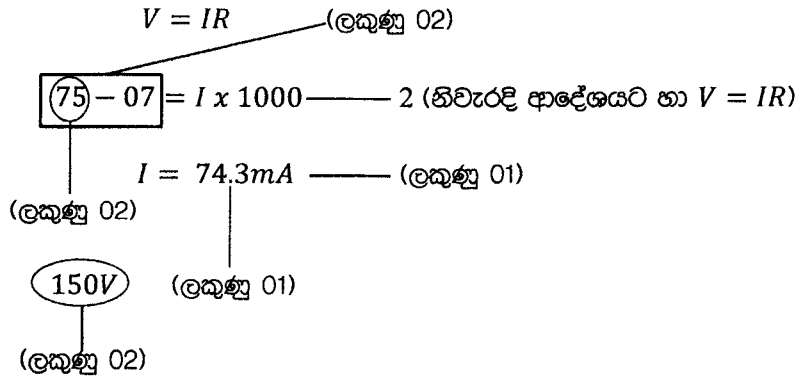 V = IR (ලකුණු 02)
75 – 07 = I x 1000 2 (නිවැරදි ආදේශයට හා V = IR)
I = 74.3mA (ලකුණු 01)
(ලකුණු 02)
150V (ලකුණු 01)
(ලකුණු 02)